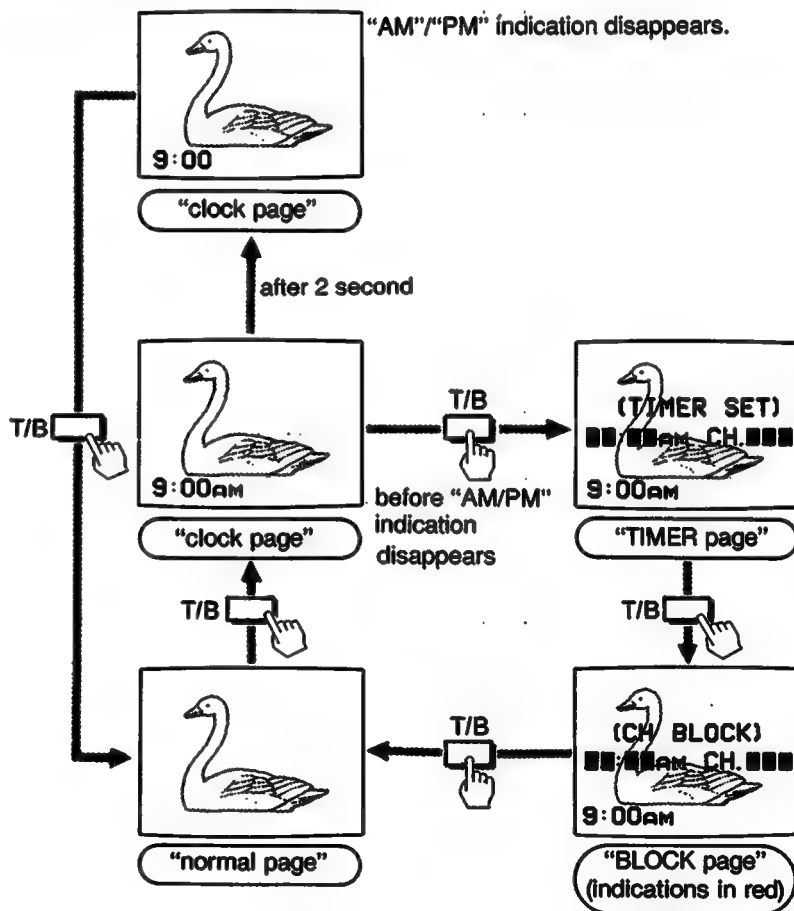 "AM"/"PM" indication disappears.
9:00
"clock page"
after 2 second
T/B
9:00AM
"clock page"
T/B
before "AM/PM"
indication
disappears
(TIMER SET)
■■:■■AM CH.■■■
9:00AM
"TIMER page"
T/B
T/B
"normal page"
T/B
(CH BLOCK)
■■:■■AM CH.■■■
9:00AM
"BLOCK page"
(indications in red)